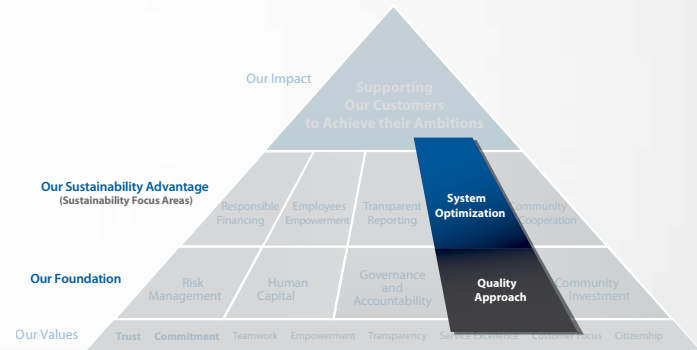 Our Impact
Supporting
Our Customers
to Achieve their Ambitions
Our Sustainability Advantage
(Sustainability Focus Areas)
Responsible
Financing
Employees
Empowerment
Transparent
Reporting
System
Optimization
Community
Cooperation
Our Foundation
Risk
Management
Human
Capital
Governance
and
Accountability
Quality
Approach
Community
Investment
Our Values
Trust Commitment Teamwork Empowerment Transparency Service Excellence Customer Focus Citizenship